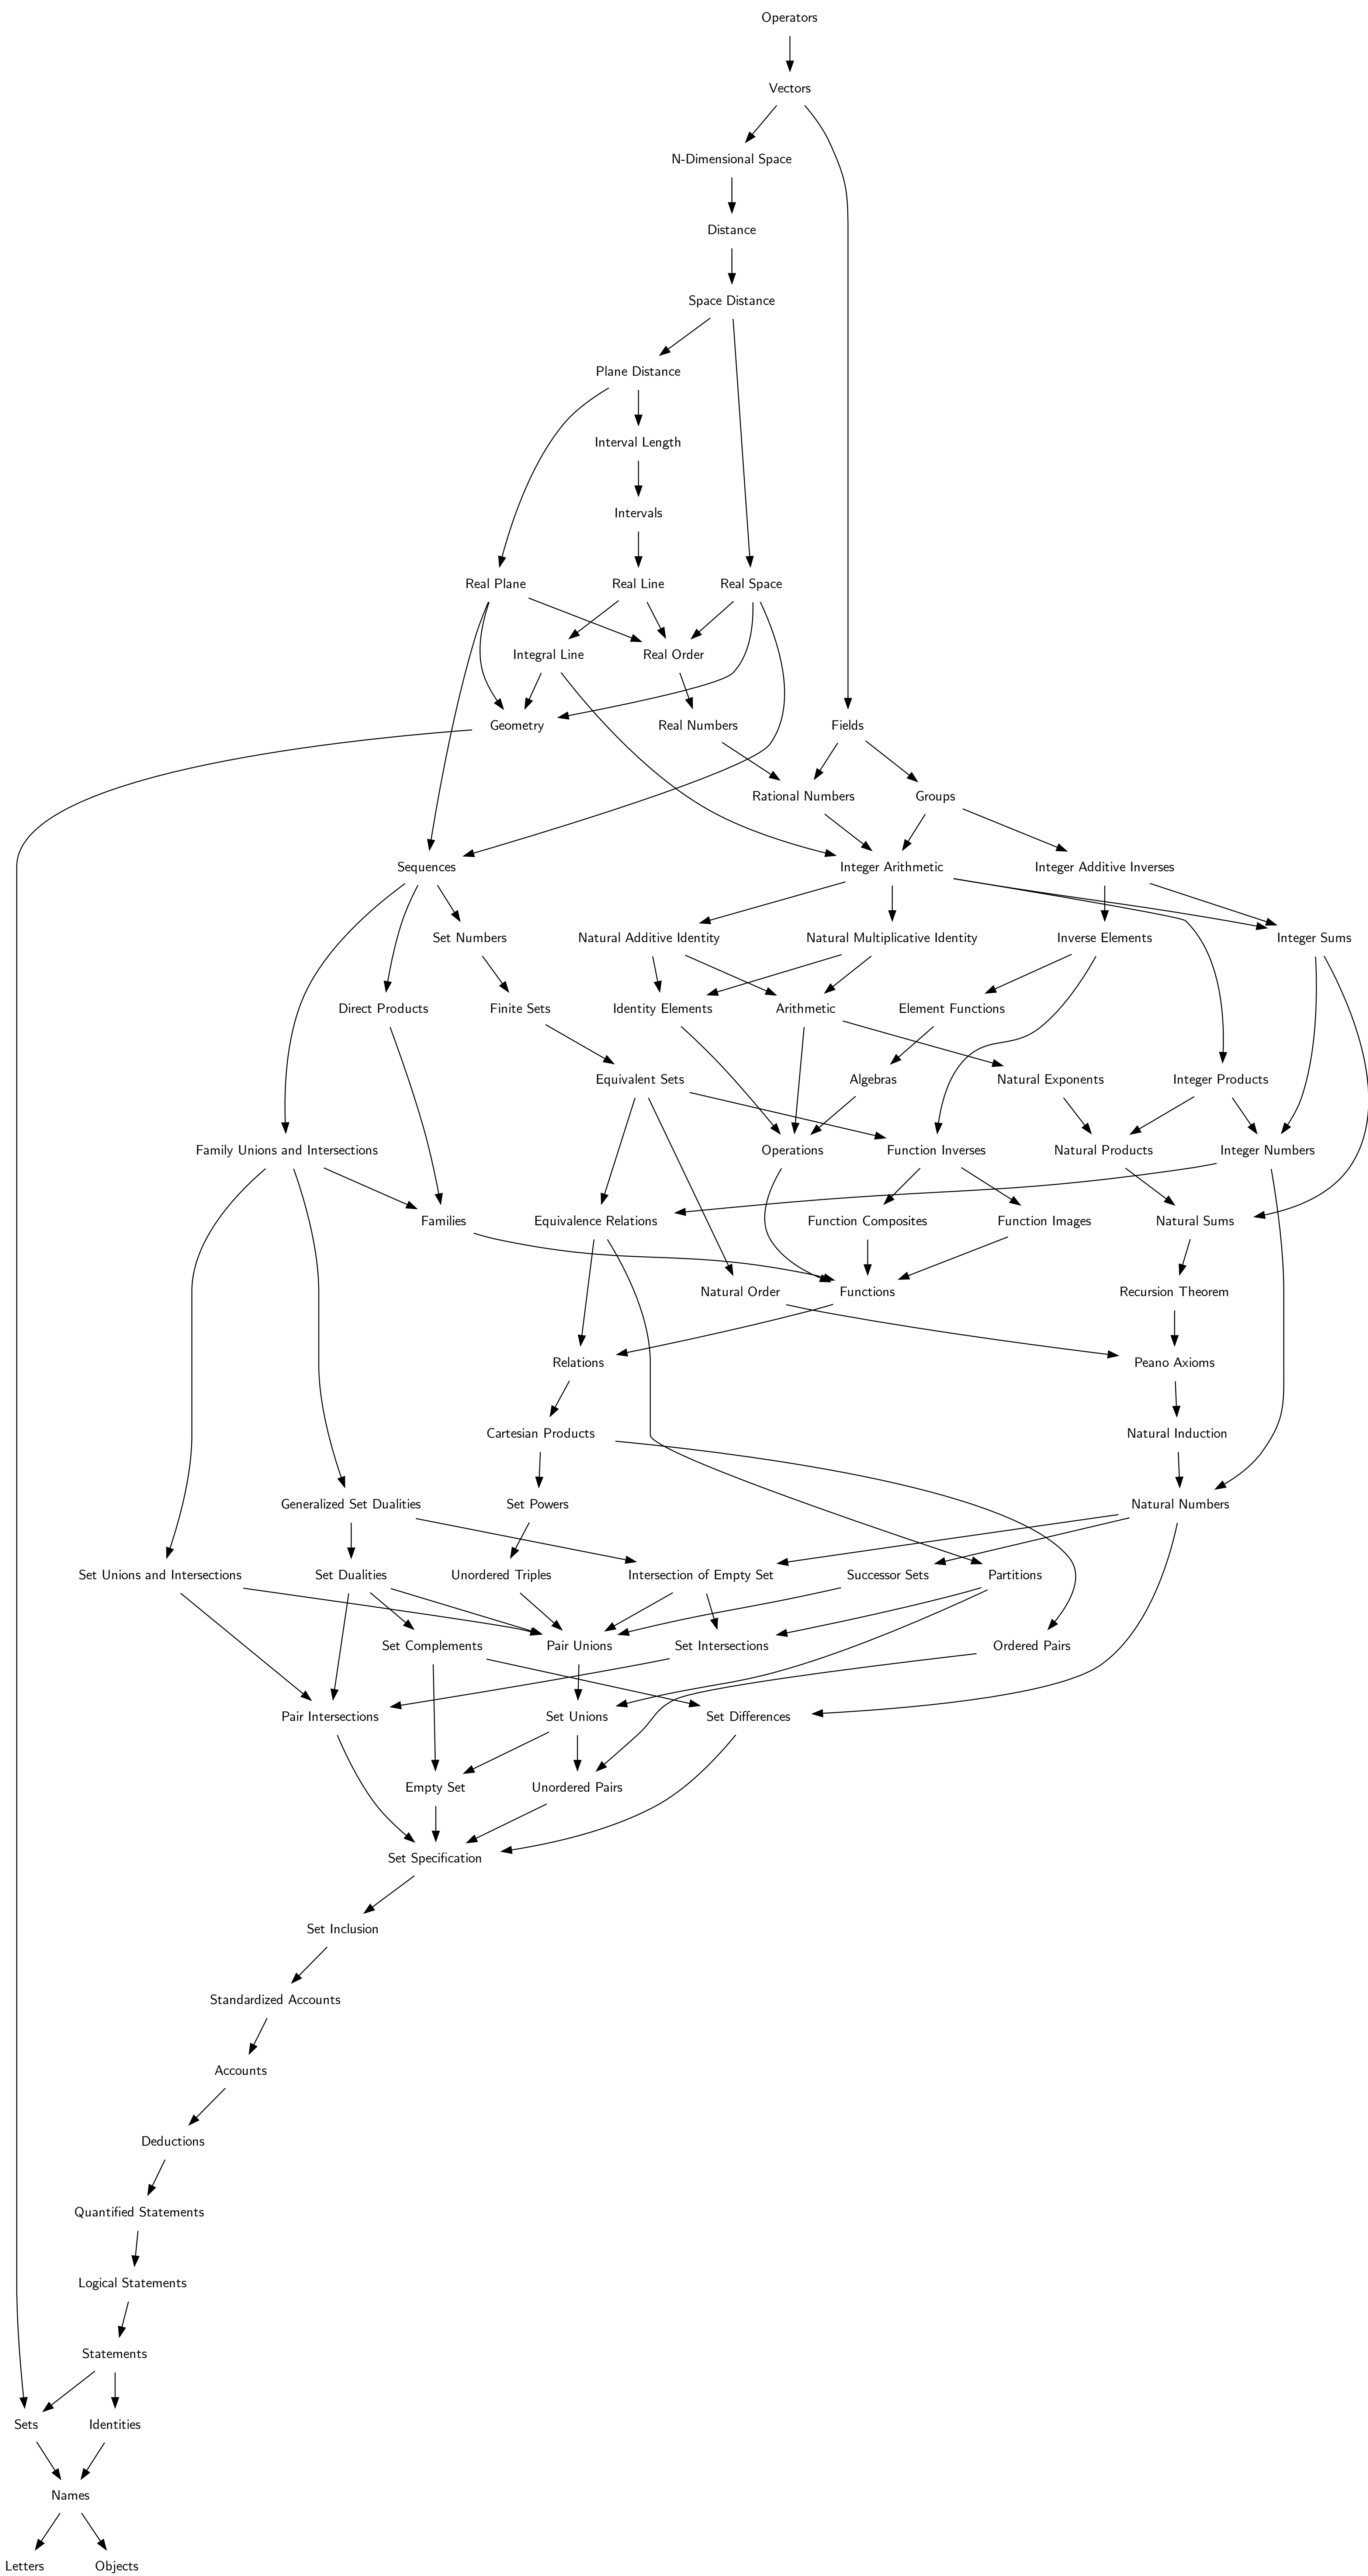 Operators
Vectors
N-Dimensional Space
Distance
Space Distance
Plane Distance
Interval Length
Intervals
Real Plane
Real Line
Real Space
Integral Line
Real Order
Geometry
Real Numbers
Fields
Rational Numbers
Groups
Sequences
Integer Arithmetic
Integer Additive Inverses
Set Numbers
Natural Additive Identity
Natural Multiplicative Identity
Inverse Elements
Integer Sums
Direct Products
Finite Sets
Identity Elements
Arithmetic
Element Functions
Equivalent Sets
Algebras
Natural Exponents
Integer Products
Family Unions and Intersections
Operations
Function Inverses
Natural Products
Integer Numbers
Families
Equivalence Relations
Function Composites
Function Images
Natural Sums
Natural Order
Functions
Recursion Theorem
Relations
Peano Axioms
Cartesian Products
Natural Induction
Generalized Set Dualities
Set Powers
Natural Numbers
Set Unions and Intersections
Set Dualities
Unordered Triples
Intersection of Empty Set
Successor Sets
Partitions
Set Complements
Pair Unions
Set Intersections
Ordered Pairs
Pair Intersections
Set Unions
Set Differences
Empty Set
Unordered Pairs
Set Specification
Set Inclusion
Standardized Accounts
Accounts
Deductions
Quantified Statements
Logical Statements
Statements
Sets
Identities
Names
Letters
Objects